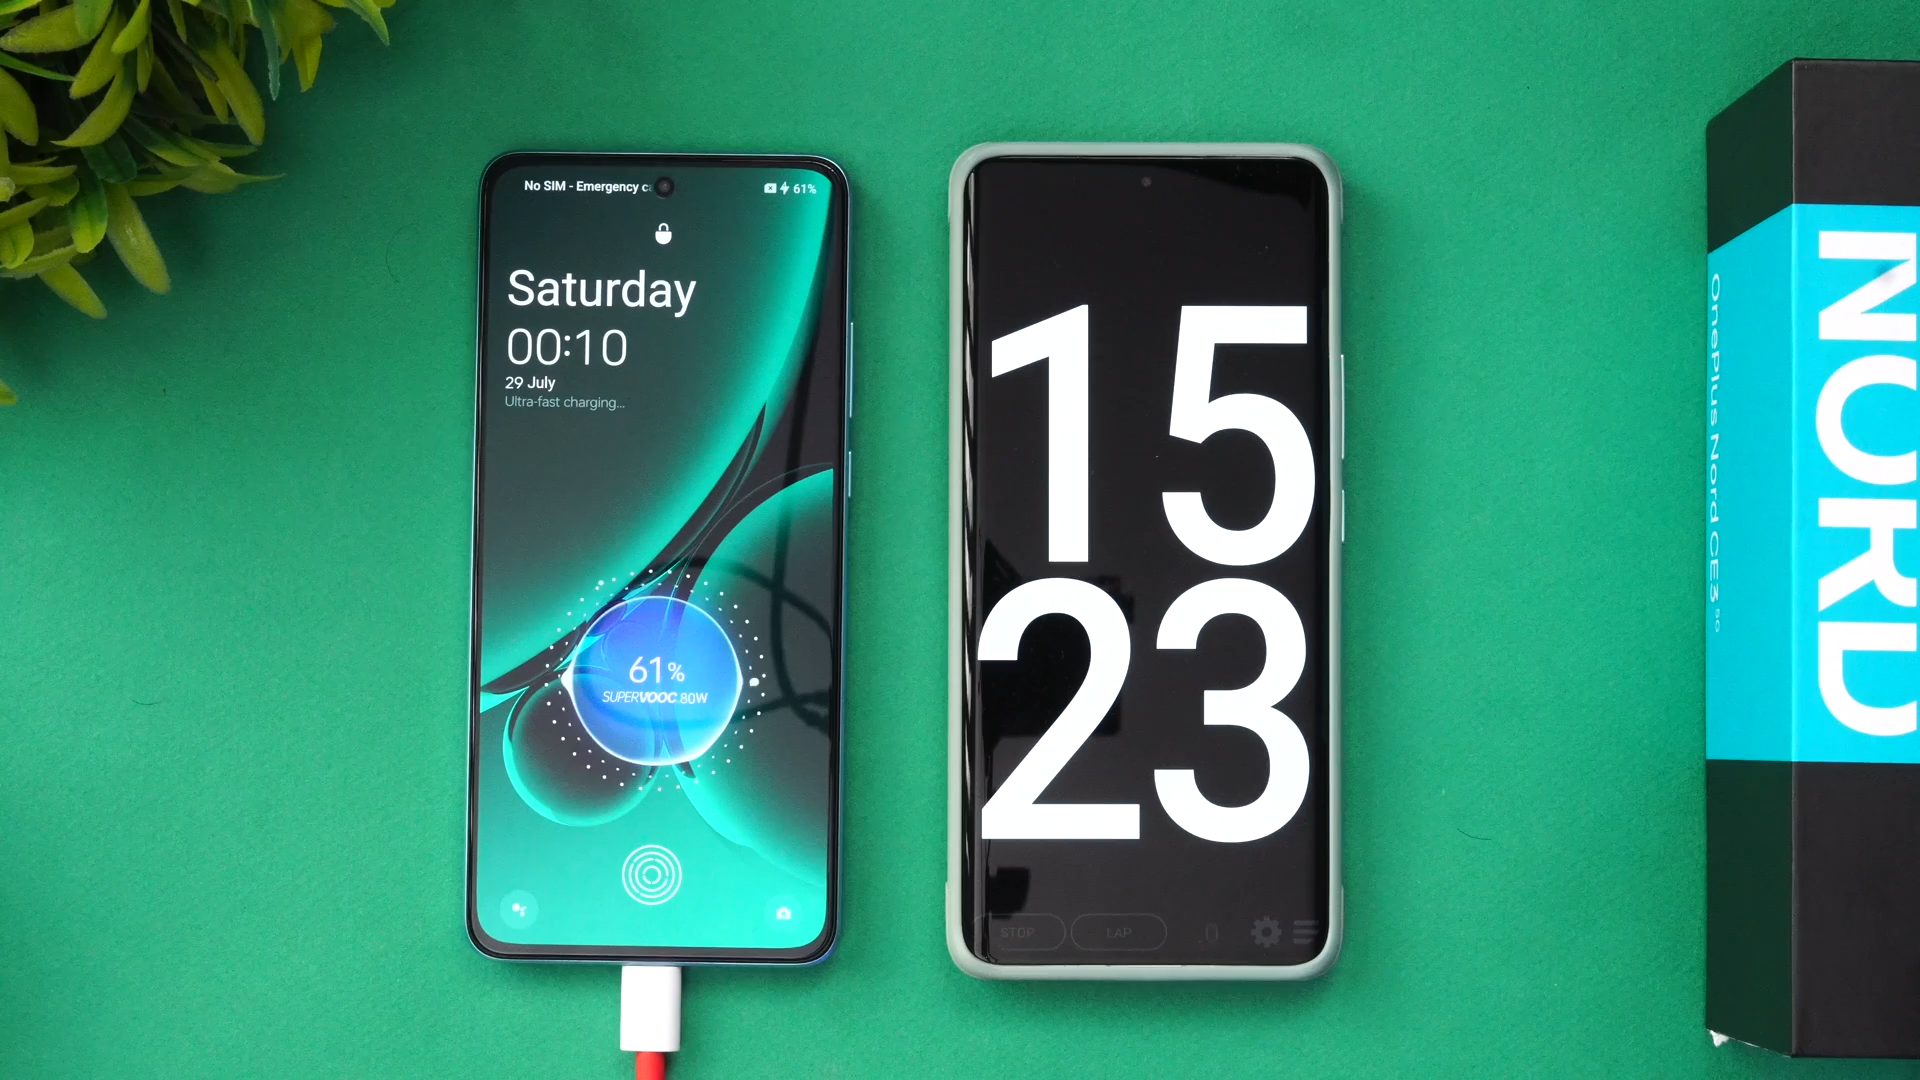 No SIM - Emergency c
61%
Saturday
00:10
29 July
Ultra-fast charging...
61%
SUPERVOOC 80W
15
23
STOP
LAP
NORD
OnePlus Nord CE3 5G